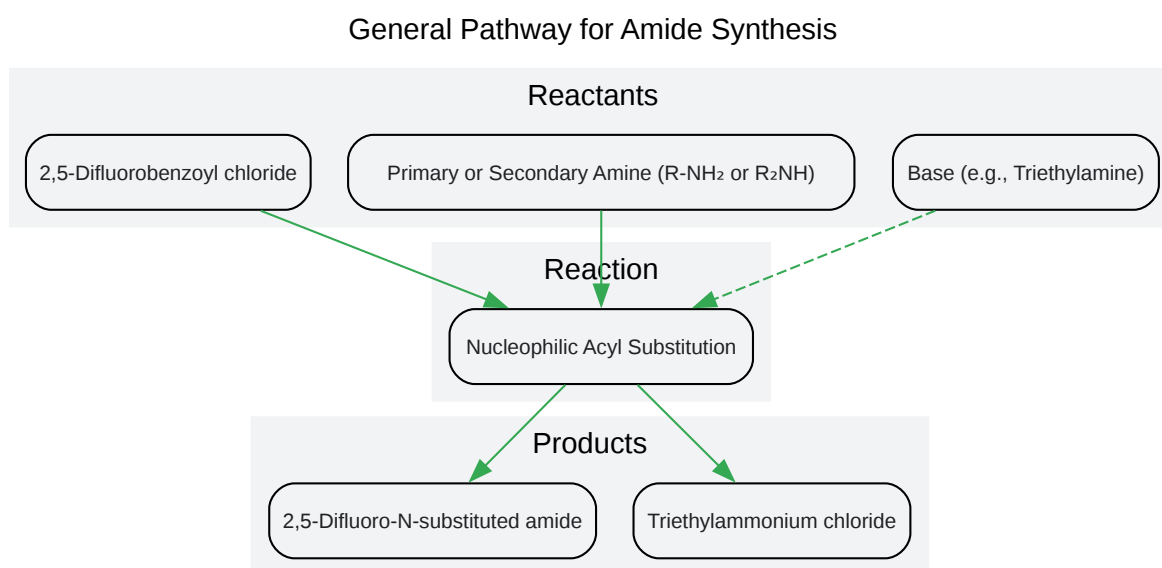 General Pathway for Amide Synthesis
Reactants
2,5-Difluorobenzoyl chloride
Primary or Secondary Amine (R-NH₂ or R₂NH)
Base (e.g., Triethylamine)
Reaction
Nucleophilic Acyl Substitution
Products
2,5-Difluoro-N-substituted amide
Triethylammonium chloride